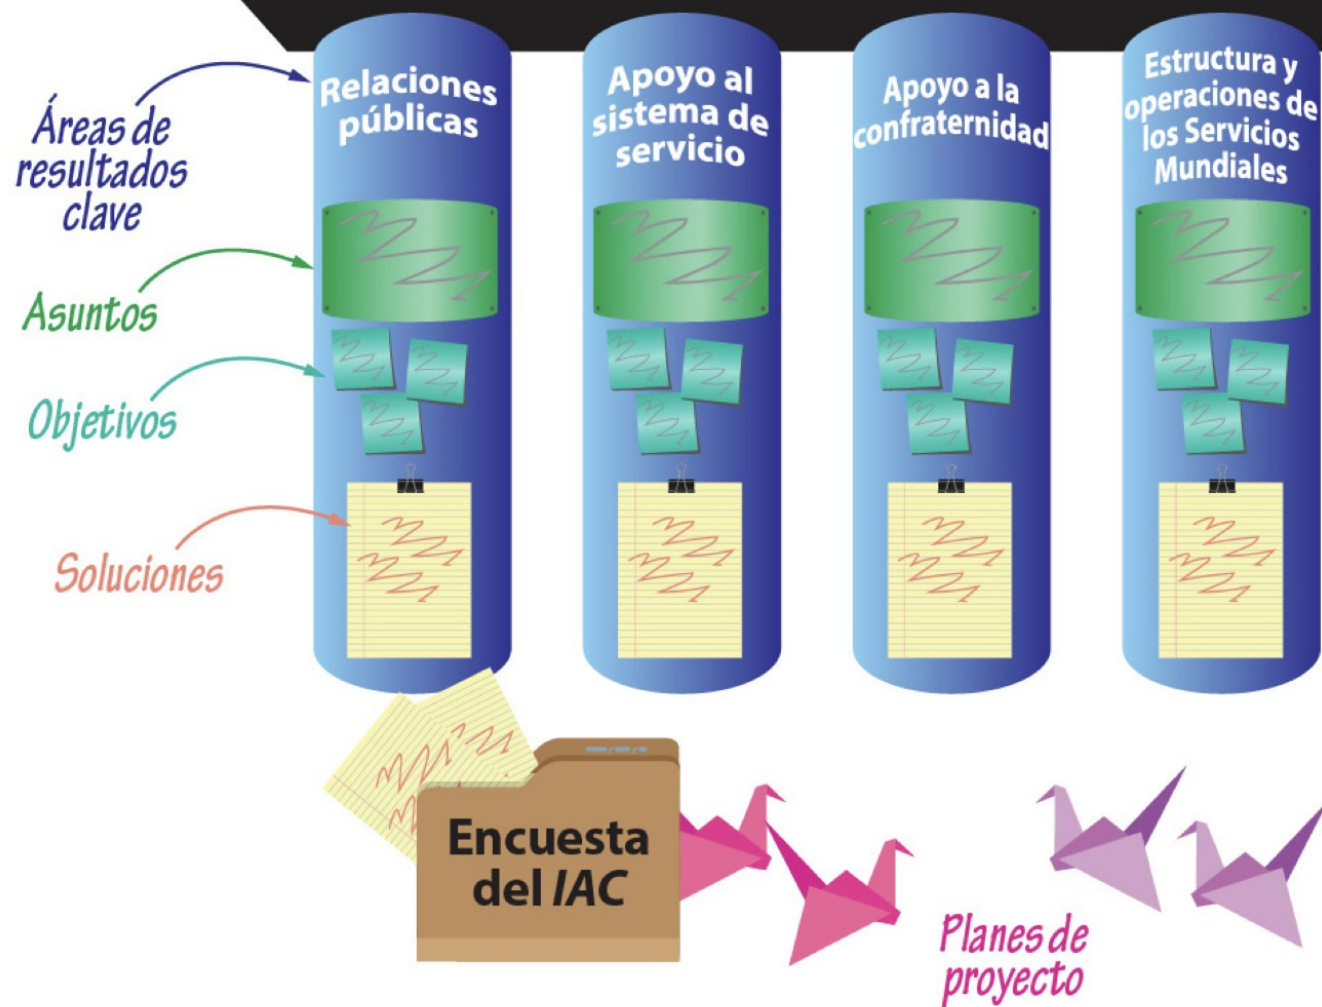 Áreas de
resultados
clave
Asuntos
Objetivos
Soluciones
Relaciones
públicas
Apoyo al
sistema de
servicio
Apoyo a la
confraternidad
Estructura y
operaciones de
los Servicios
Mundiales
Encuesta
del IAC
Planes de
proyecto